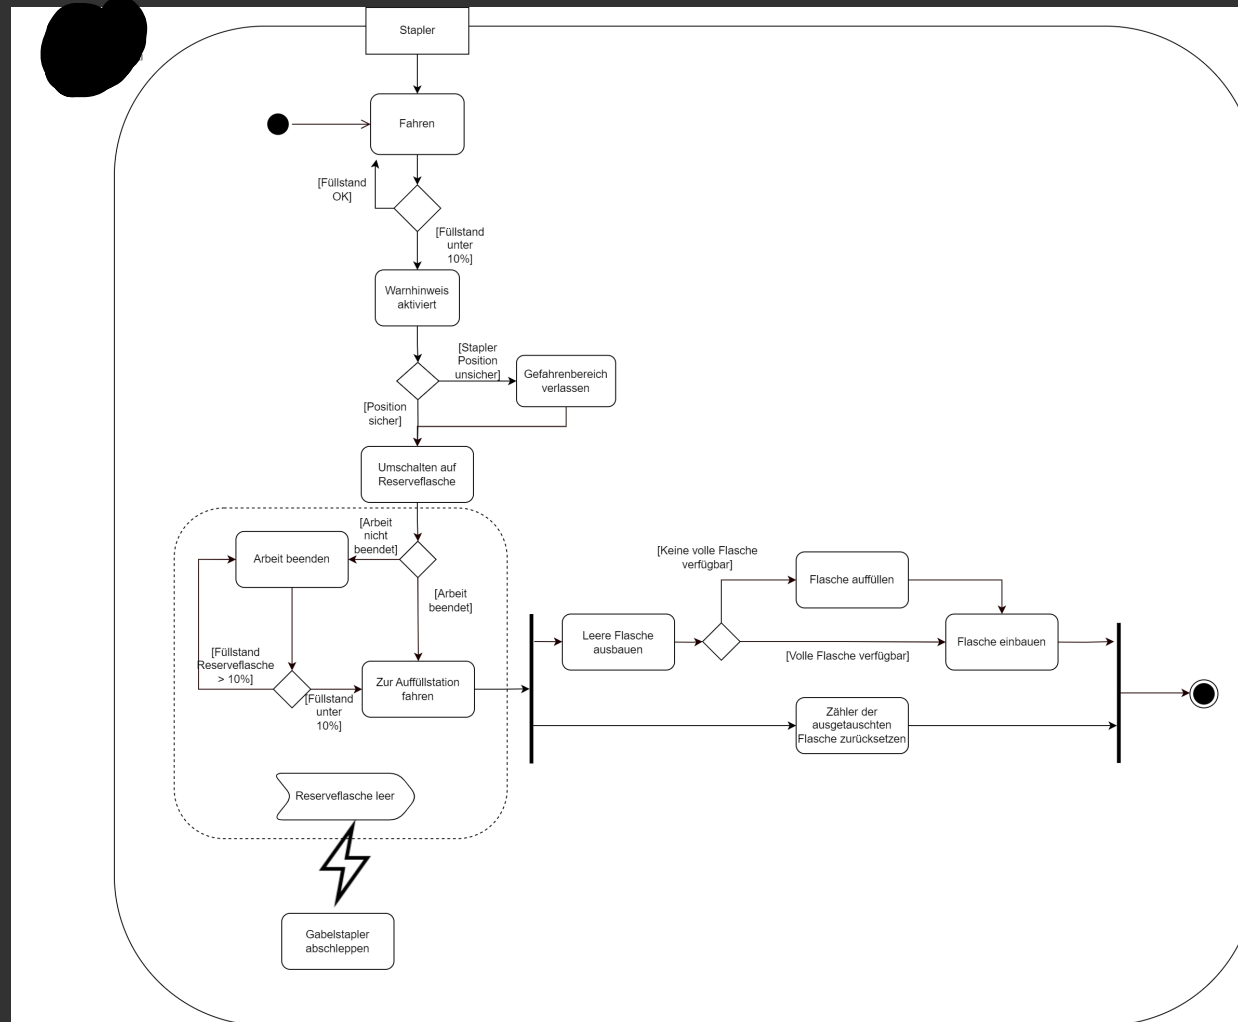 Stapler
Fahren
[Füllstand
OK]
[Füllstand
unter
10%]
Warnhinweis
aktiviert
[Stapler
Position
unsicher]
Gefahrenbereich
verlassen
[Position
sicher]
Umschalten auf
Reserveflasche
[Arbeit
nicht
beendet]
Arbeit beenden
[Arbeit
beendet]
[Füllstand
Reserveflasche
> 10%]
[Füllstand
unter
10%]
Zur Auffüllstation
fahren
Reserveflasche leer
Gabelstapler
abschleppen
[Keine volle Flasche
verfügbar]
Flasche auffüllen
Leere Flasche
ausbauen
[Volle Flasche verfügbar]
Flasche einbauen
Zähler der
ausgetauschten
Flasche zurücksetzen